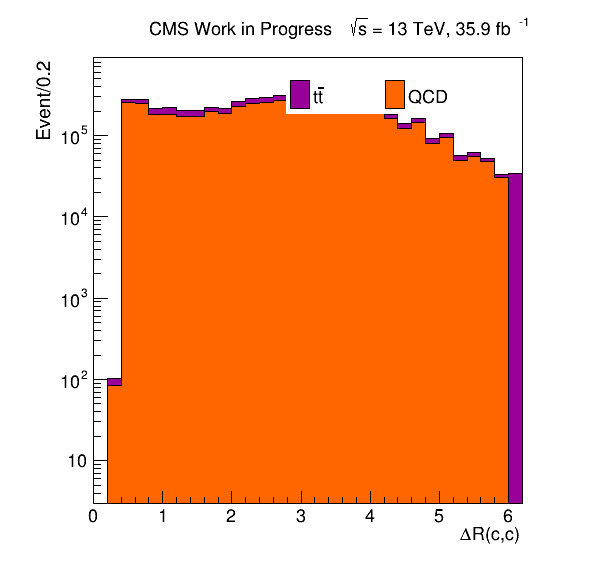 CMS Work in Progress √s = 13 TeV, 35.9 fb⁻¹
Event/0.2
tt̄ QCD
10⁵
10⁴
10³
10²
10
0 1 2 3 4 5 6
ΔR(c,c)